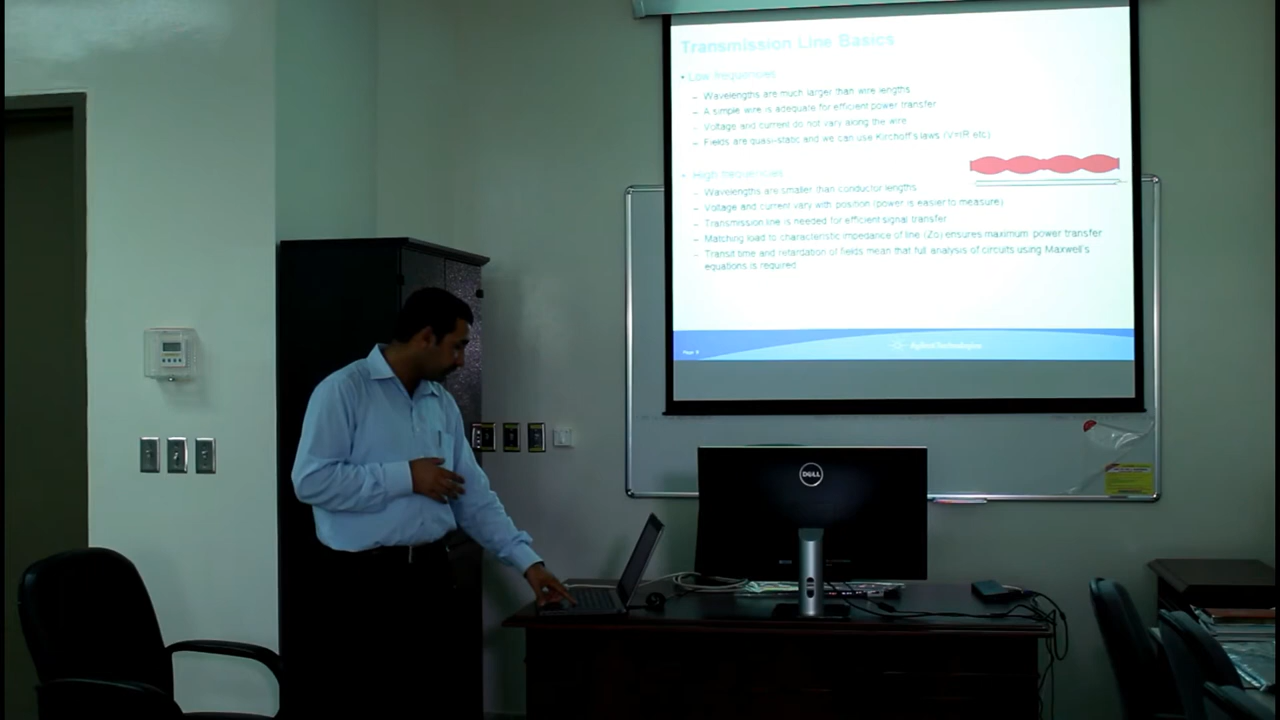 Transmission Line Basics
• Low frequencies
– Wavelengths are much larger than wire lengths
– A simple wire is adequate for efficient power transfer
– Voltage and current do not vary along the wire
– Fields are quasi-static and we can use Kirchoff's laws (V=IR etc)
• High frequencies
– Wavelengths are smaller than conductor lengths
– Voltage and current vary with position (power is easier to measure)
– Transmission line is needed for efficient signal transfer
– Matching load to characteristic impedance of line (Zo) ensures maximum power transfer
– Transit time and retardation of fields mean that full analysis of circuits using Maxwell's
equations is required
Agilent Technologies
DELL